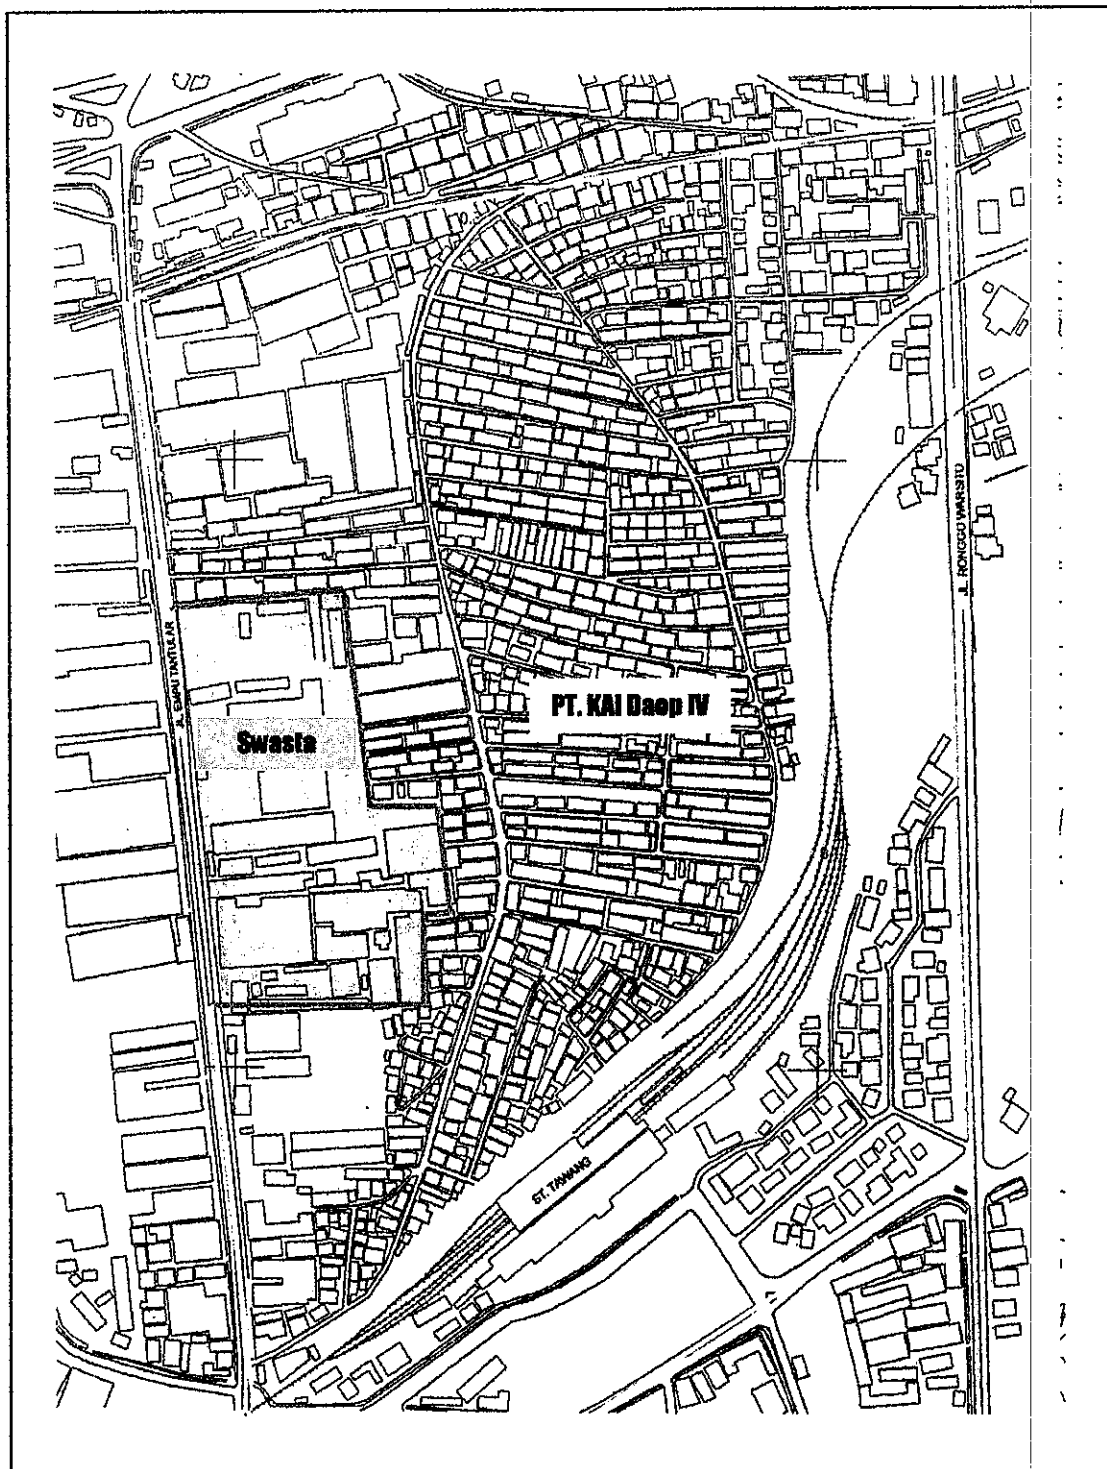 JL. RONGGO WARSITO
JL. EMPU TANTULAR
PT. KAI Daop IV
Swasta
ST. TAWANG